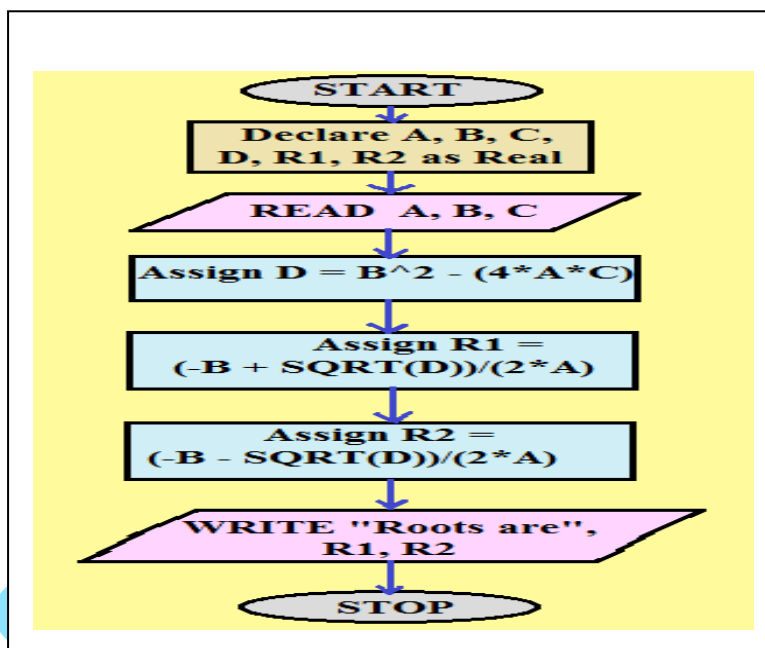 START
Declare A, B, C,
D, R1, R2 as Real
READ A, B, C
Assign D = B^2 - (4*A*C)
Assign R1 =
(-B + SQRT(D))/(2*A)
Assign R2 =
(-B - SQRT(D))/(2*A)
WRITE "Roots are",
R1, R2
STOP